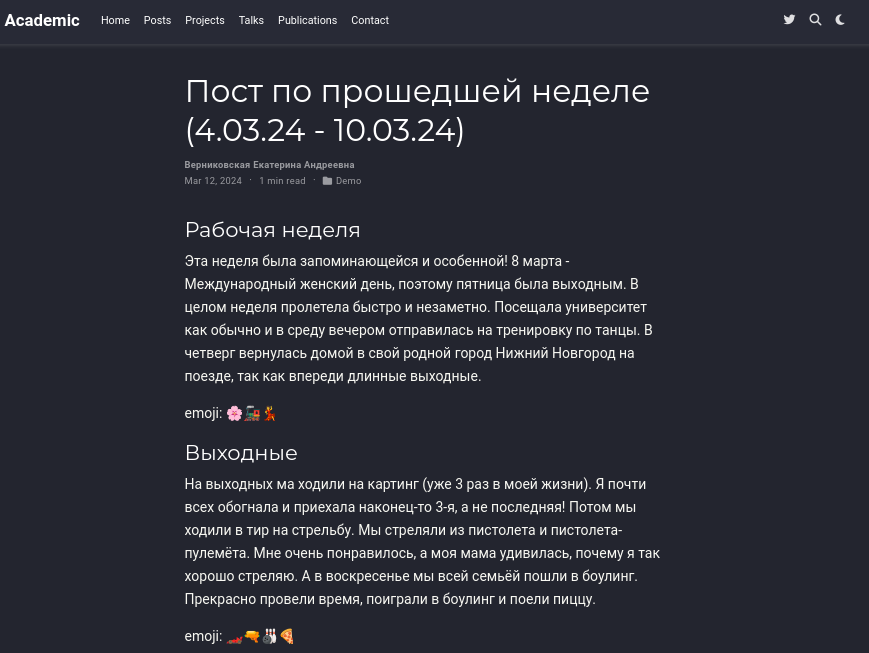 Academic Home Posts Projects Talks Publications Contact
Пост по прошедшей неделе
(4.03.24 - 10.03.24)
Верниковская Екатерина Андреевна
Mar 12, 2024 · 1 min read · Demo
Рабочая неделя
Эта неделя была запоминающейся и особенной! 8 марта -
Международный женский день, поэтому пятница была выходным. В
целом неделя пролетела быстро и незаметно. Посещала университет
как обычно и в среду вечером отправилась на тренировку по танцы. В
четверг вернулась домой в свой родной город Нижний Новгород на
поезде, так как впереди длинные выходные.
emoji: 🌸🚂💃
Выходные
На выходных ма ходили на картинг (уже 3 раз в моей жизни). Я почти
всех обогнала и приехала наконец-то 3-я, а не последняя! Потом мы
ходили в тир на стрельбу. Мы стреляли из пистолета и пистолета-
пулемёта. Мне очень понравилось, а моя мама удивилась, почему я так
хорошо стреляю. А в воскресенье мы всей семьёй пошли в боулинг.
Прекрасно провели время, поиграли в боулинг и поели пиццу.
emoji: 🏎️🔫🎳🍕